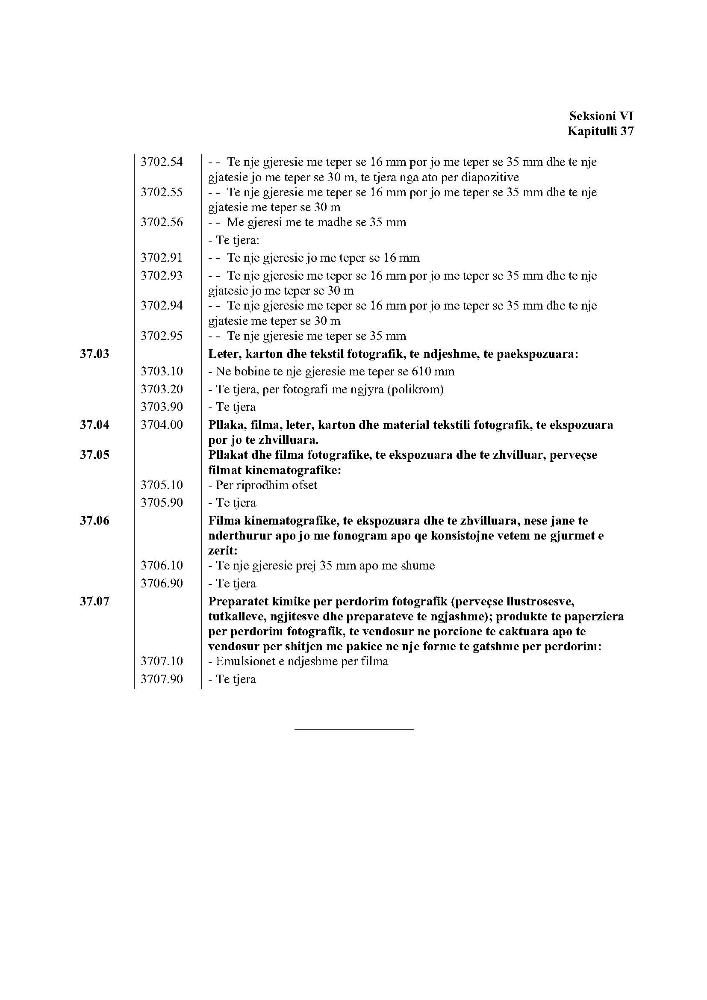 Seksioni VI
Kapitulli 37
3702.54 - - Te nje gjeresie me teper se 16 mm por jo me teper se 35 mm dhe te nje
gjatesie jo me teper se 30 m, te tjera nga ato per diapozitive
3702.55 - - Te nje gjeresie me teper se 16 mm por jo me teper se 35 mm dhe te nje
gjatesie me teper se 30 m
3702.56 - - Me gjeresi me te madhe se 35 mm
- Te tjera:
3702.91 - - Te nje gjeresie jo me teper se 16 mm
3702.93 - - Te nje gjeresie me teper se 16 mm por jo me teper se 35 mm dhe te nje
gjatesie jo me teper se 30 m
3702.94 - - Te nje gjeresie me teper se 16 mm por jo me teper se 35 mm dhe te nje
gjatesie me teper se 30 m
3702.95 - - Te nje gjeresie me teper se 35 mm
37.03 Leter, karton dhe tekstil fotografik, te ndjeshme, te paekspozuara:
3703.10 - Ne bobine te nje gjeresie me teper se 610 mm
3703.20 - Te tjera, per fotografi me ngjyra (polikrom)
3703.90 - Te tjera
37.04 3704.00 Pllaka, filma, leter, karton dhe material tekstili fotografik, te ekspozuara
por jo te zhvilluara.
37.05 Pllakat dhe filma fotografike, te ekspozuara dhe te zhvilluar, perveçse
filmat kinematografike:
3705.10 - Per riprodhim ofset
3705.90 - Te tjera
37.06 Filma kinematografike, te ekspozuara dhe te zhvilluara, nese jane te
nderthurur apo jo me fonogram apo qe konsistojne vetem ne gjurmet e
zerit:
3706.10 - Te nje gjeresie prej 35 mm apo me shume
3706.90 - Te tjera
37.07 Preparatet kimike per perdorim fotografik (perveçse llustrosesve,
tutkalleve, ngjitesve dhe preparateve te ngjashme); produkte te paperziera
per perdorim fotografik, te vendosur ne porcione te caktuara apo te
vendosur per shitjen me pakice ne nje forme te gatshme per perdorim:
3707.10 - Emulsionet e ndjeshme per filma
3707.90 - Te tjera